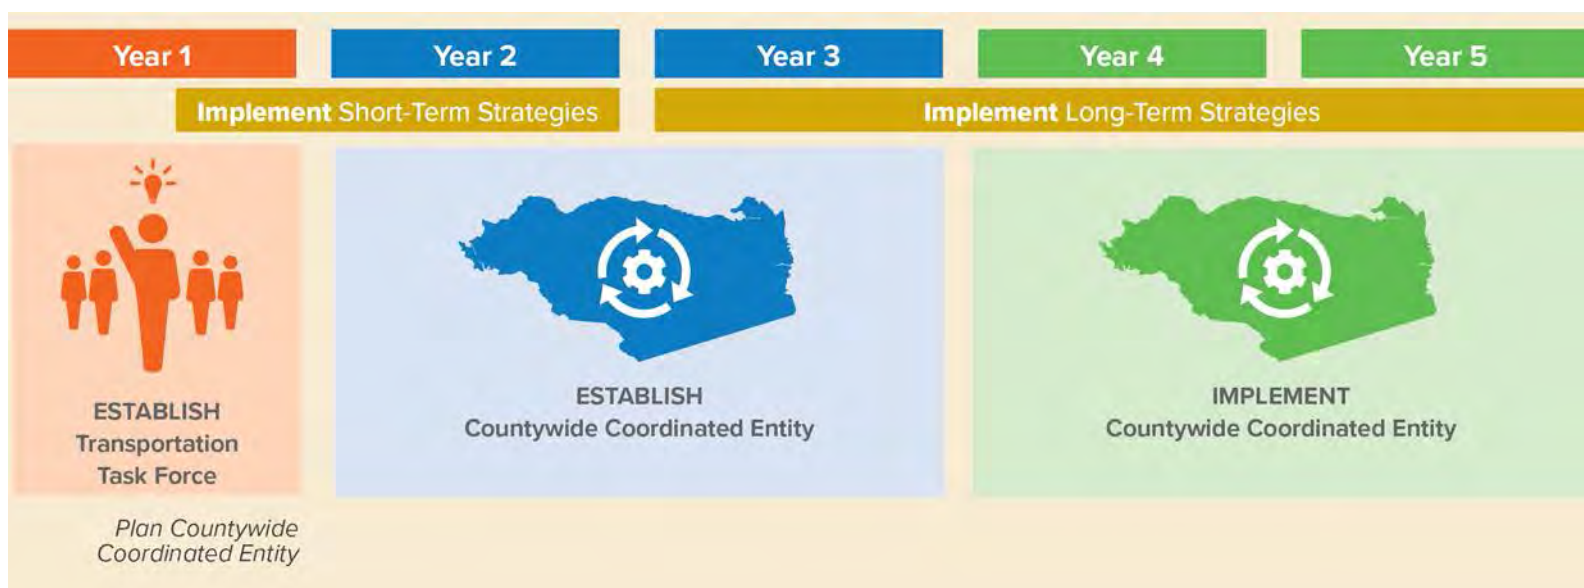 Year 1
Year 2
Year 3
Year 4
Year 5
Implement Short-Term Strategies
Implement Long-Term Strategies
ESTABLISH
Transportation
Task Force
ESTABLISH
Countywide Coordinated Entity
IMPLEMENT
Countywide Coordinated Entity
Plan Countywide
Coordinated Entity